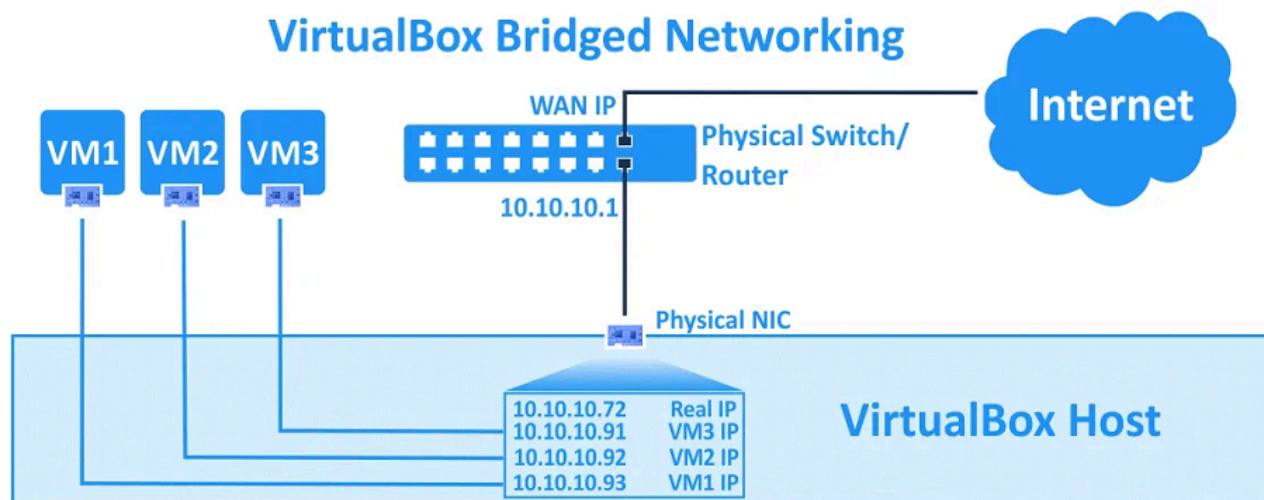 VirtualBox Bridged Networking
WAN IP
Internet
VM1 VM2 VM3
Physical Switch/
Router
10.10.10.1
Physical NIC
10.10.10.72 Real IP
10.10.10.91 VM3 IP
10.10.10.92 VM2 IP
10.10.10.93 VM1 IP
VirtualBox Host